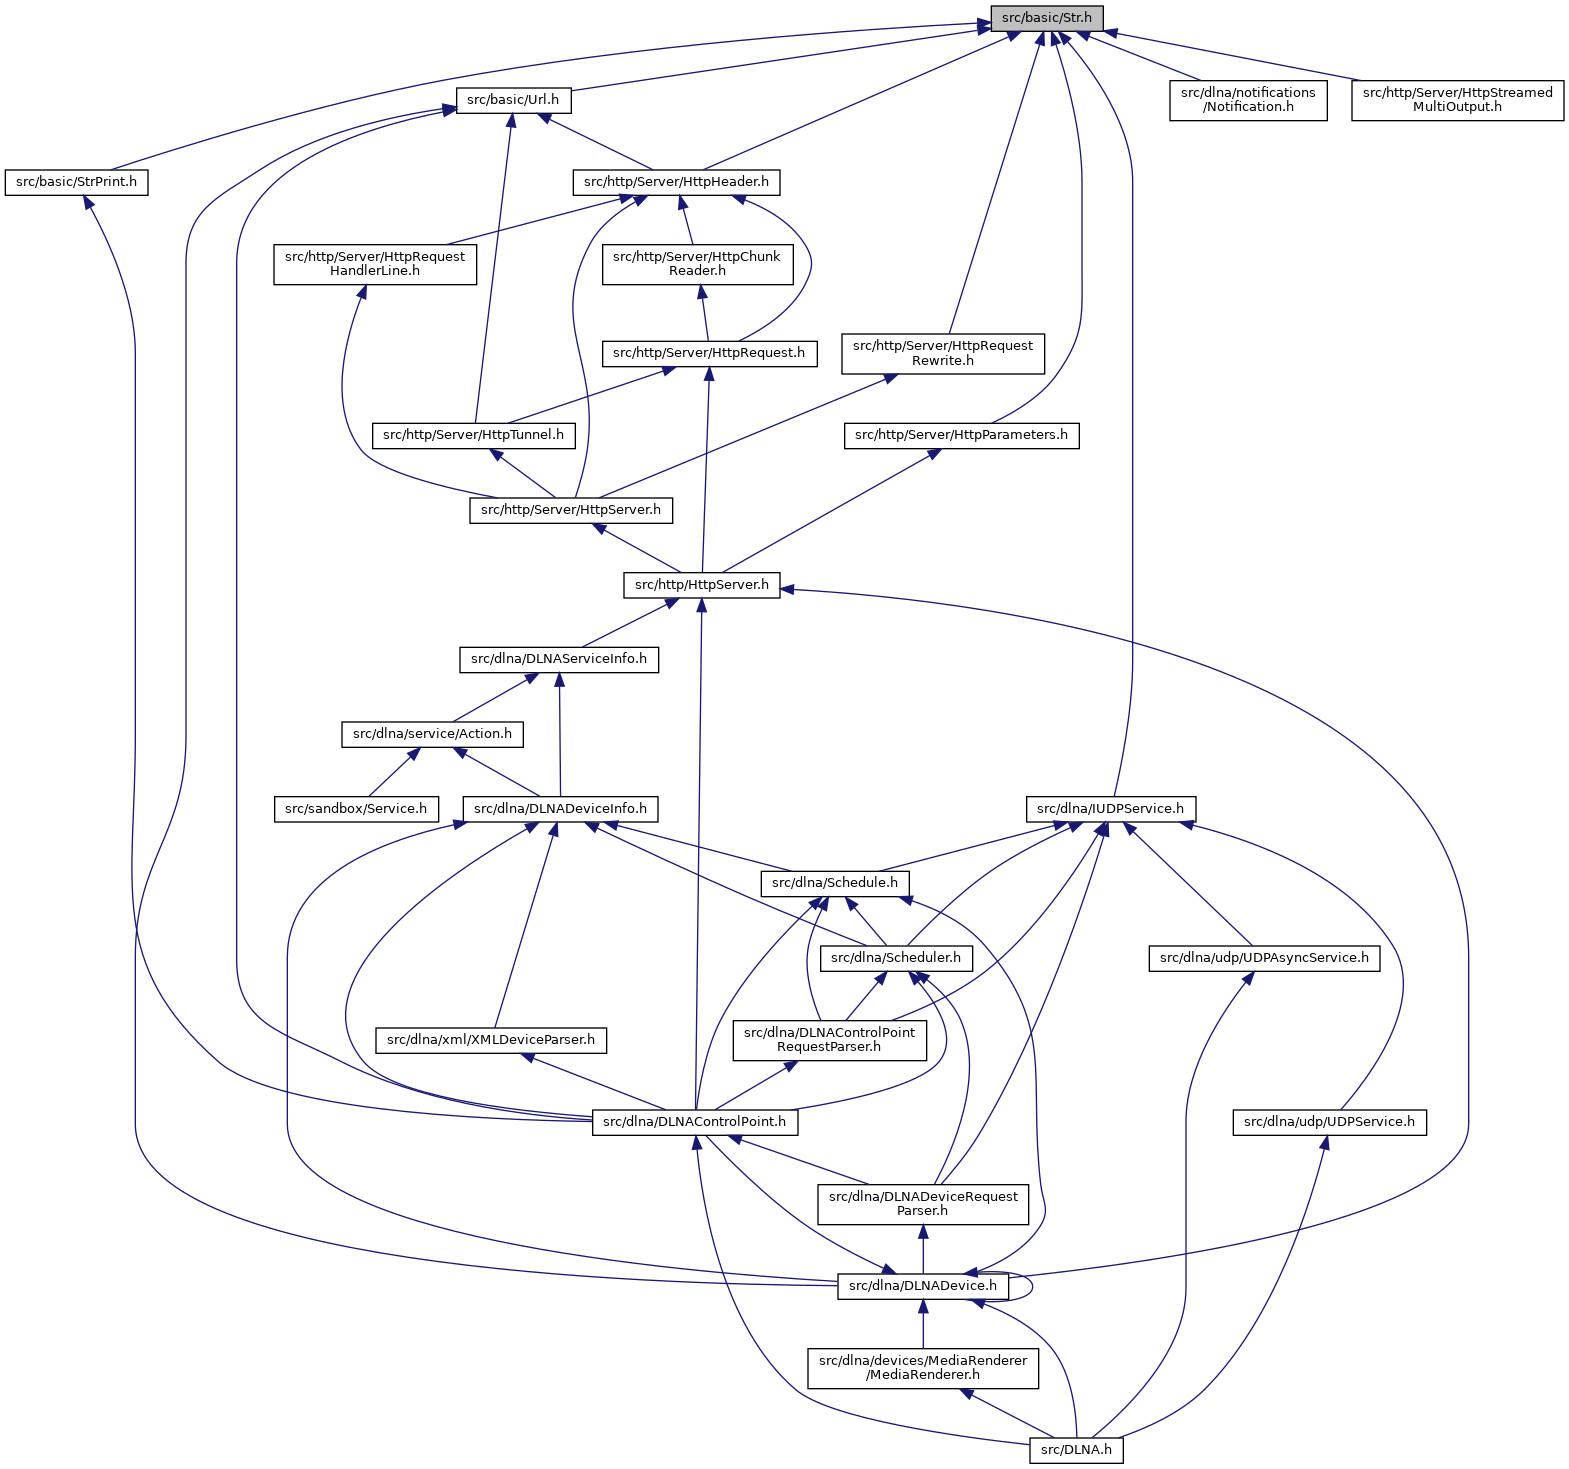 src/basic/Str.h
src/dlna/notifications
/Notification.h
src/http/Server/HttpStreamed
MultiOutput.h
src/basic/Url.h
src/basic/StrPrint.h
src/http/Server/HttpHeader.h
src/http/Server/HttpRequest
HandlerLine.h
src/http/Server/HttpChunk
Reader.h
src/http/Server/HttpRequest.h
src/http/Server/HttpRequest
Rewrite.h
src/http/Server/HttpTunnel.h
src/http/Server/HttpParameters.h
src/http/Server/HttpServer.h
src/http/HttpServer.h
src/dlna/DLNAServiceInfo.h
src/dlna/service/Action.h
src/sandbox/Service.h
src/dlna/DLNADeviceInfo.h
src/dlna/IUDPService.h
src/dlna/Schedule.h
src/dlna/Scheduler.h
src/dlna/udp/UDPAsyncService.h
src/dlna/xml/XMLDeviceParser.h
src/dlna/DLNAControlPoint
RequestParser.h
src/dlna/DLNAControlPoint.h
src/dlna/udp/UDPService.h
src/dlna/DLNADeviceRequest
Parser.h
src/dlna/DLNADevice.h
src/dlna/devices/MediaRenderer
/MediaRenderer.h
src/DLNA.h